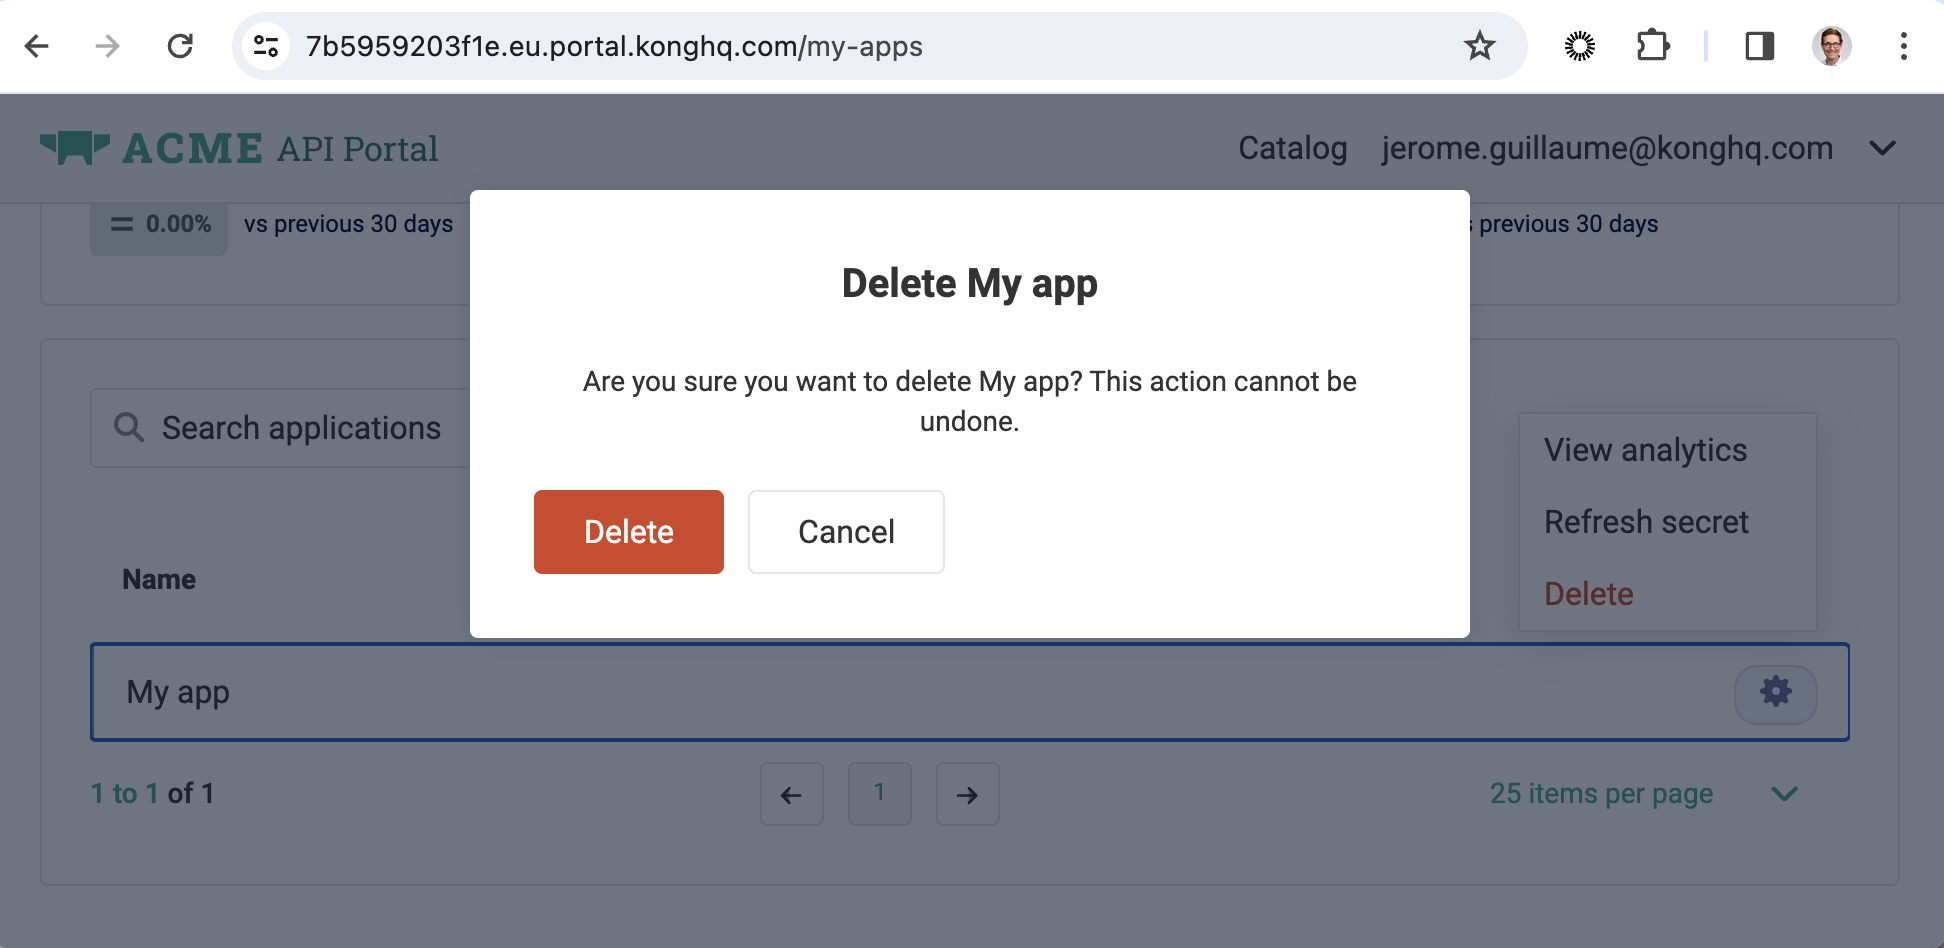 7b5959203f1e.eu.portal.konghq.com/my-apps
ACME API Portal
Catalog
jerome.guillaume@konghq.com
= 0.00% vs previous 30 days
previous 30 days
Delete My app
Are you sure you want to delete My app? This action cannot be
undone.
Delete
Cancel
Search applications
View analytics
Refresh secret
Delete
Name
My app
1 to 1 of 1
1
25 items per page